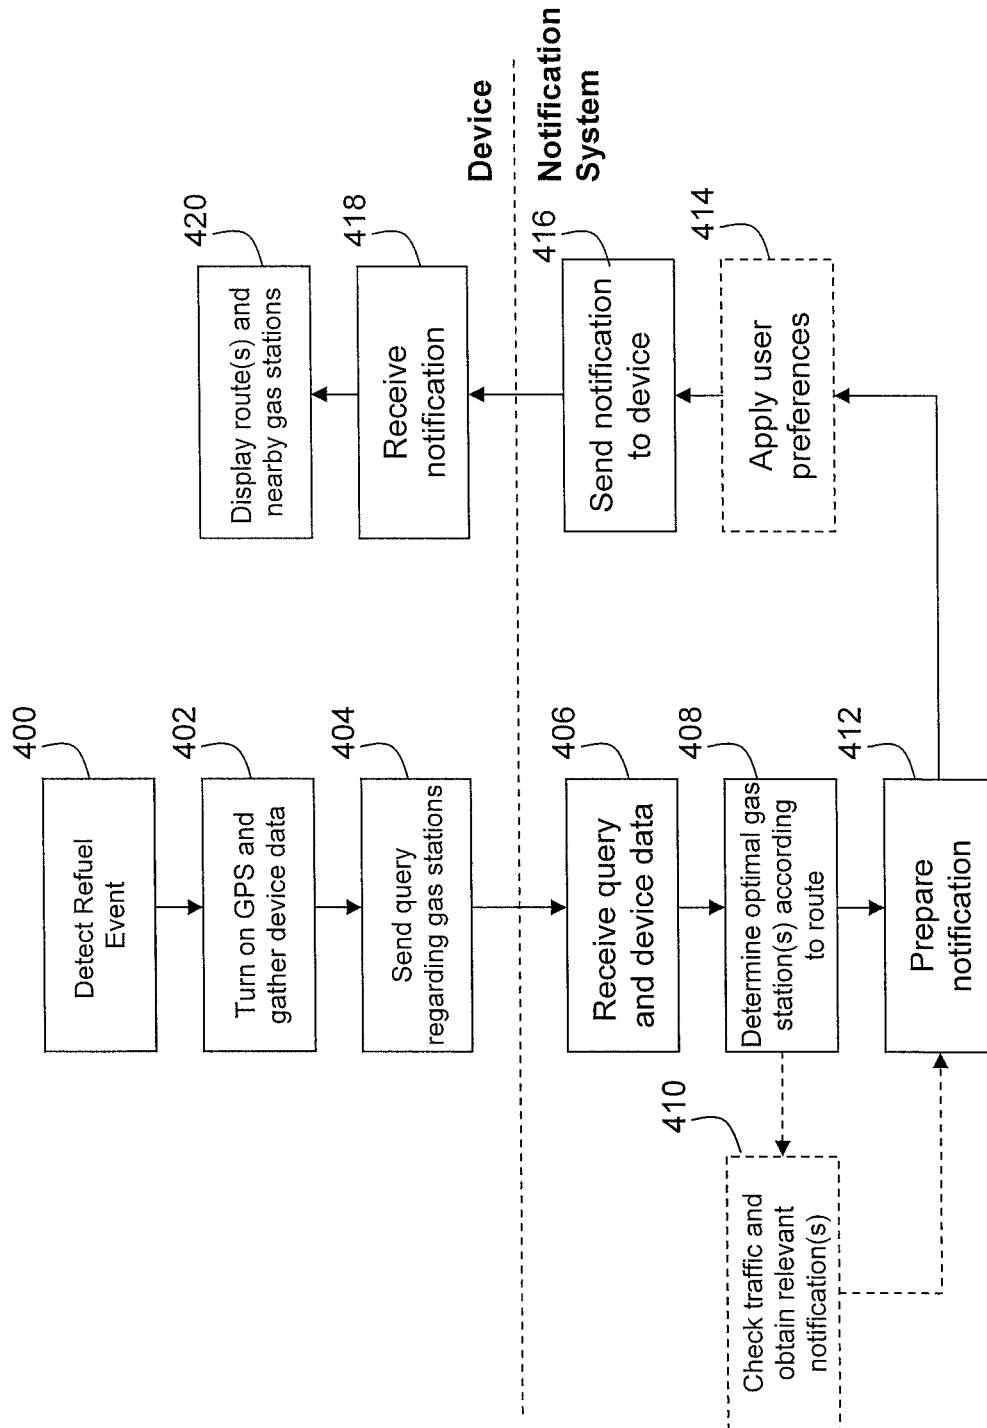 400
Detect Refuel
Event
402
Turn on GPS and
gather device data
404
Send query
regarding gas stations
406
Receive query
and device data
408
Determine optimal gas
station(s) according
to route
410
Check traffic and
obtain relevant
notification(s)
412
Prepare
notification
414
Apply user
preferences
416
Send notification
to device
418
Receive
notification
420
Display route(s) and
nearby gas stations
Device
Notification
System